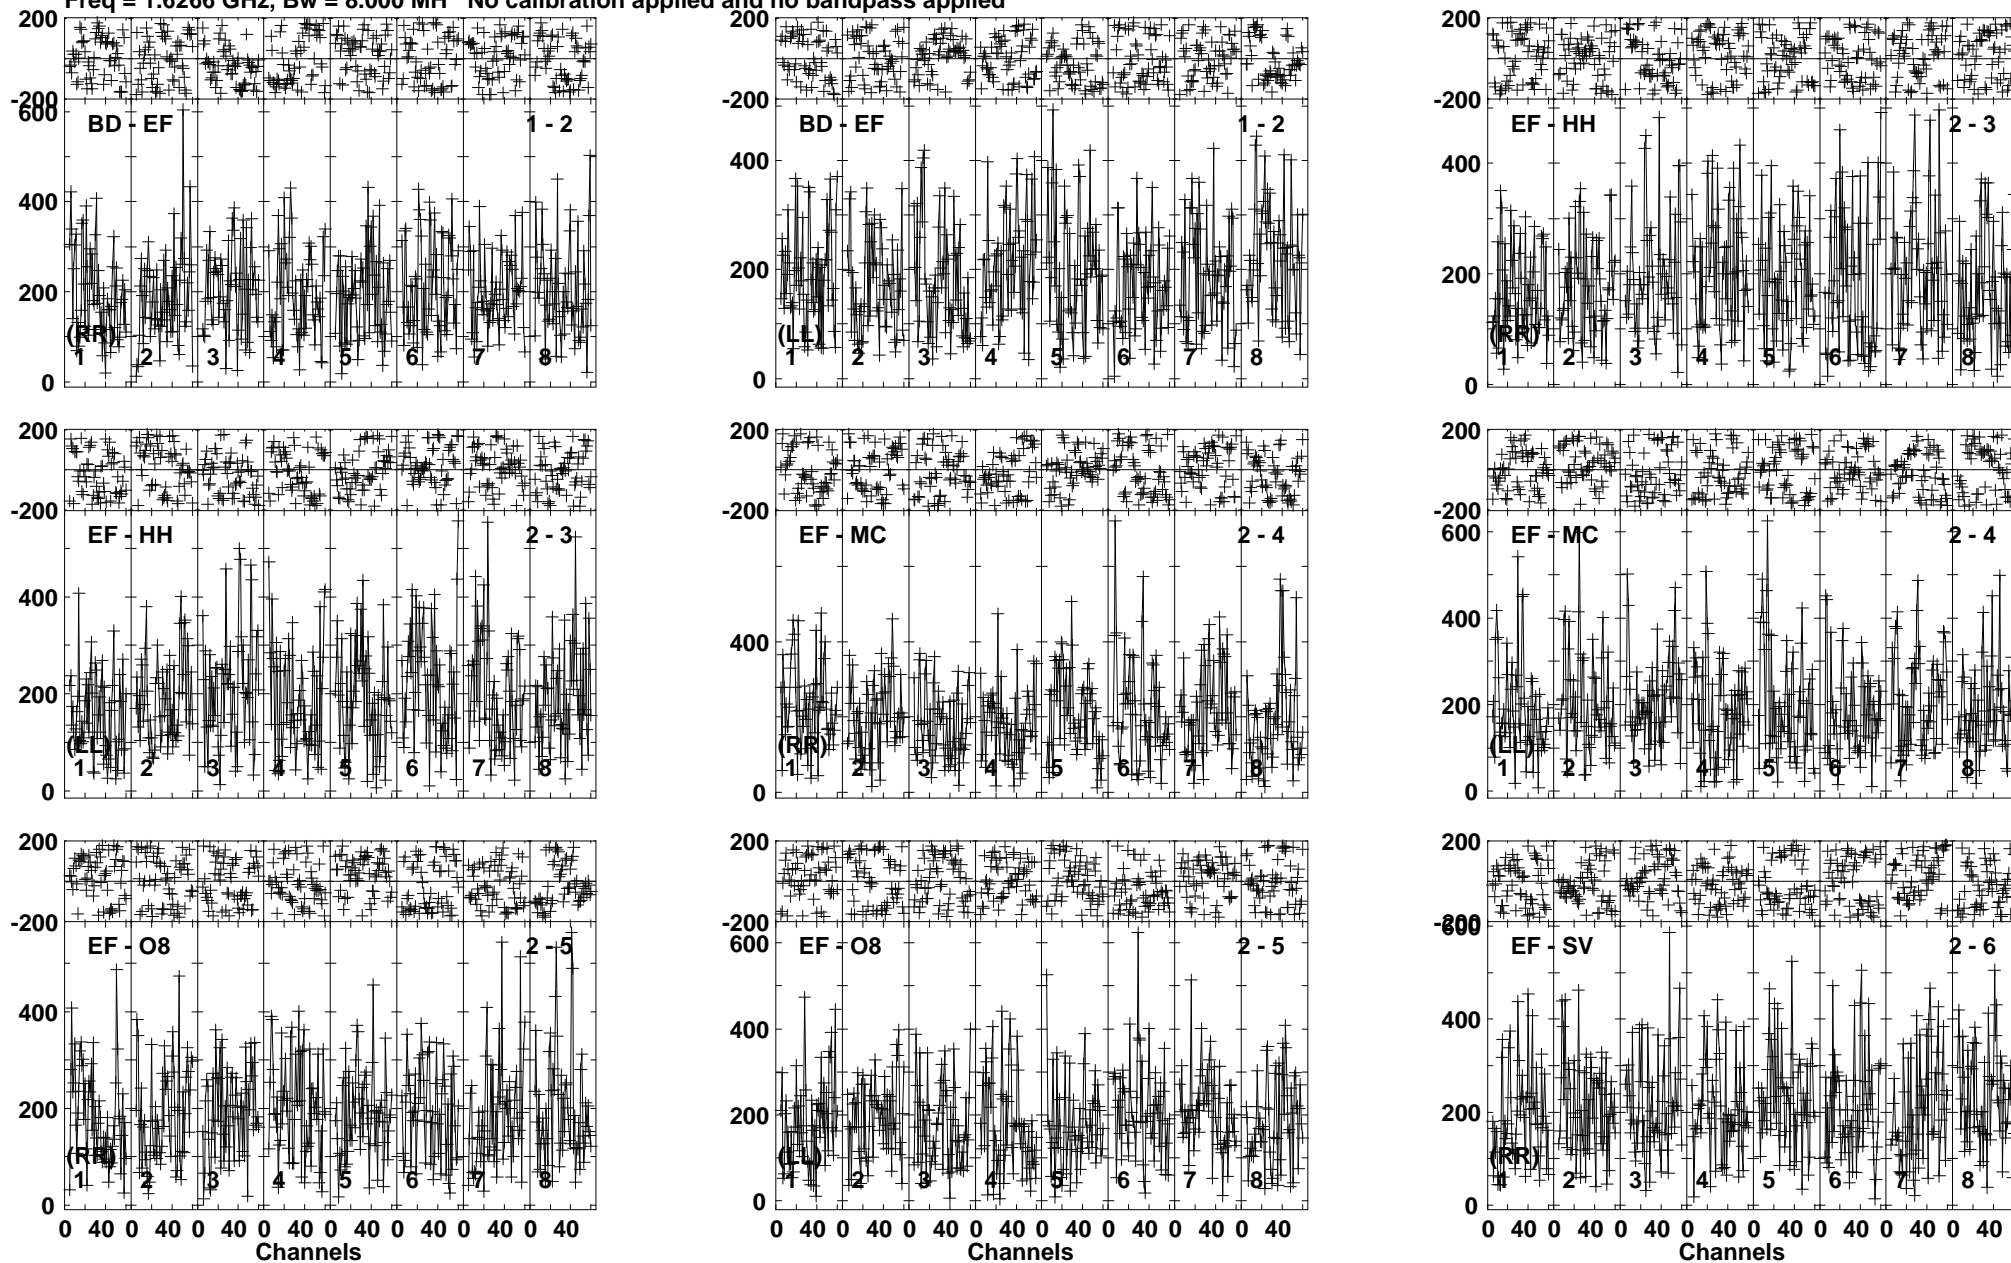 Freq = 1.6266 GHz, Bw = 8.000 MH No calibration applied and no bandpass applied
200 200 200
-200 -200 -200
600
BD - EF 1 - 2 BD - EF 1 - 2 EF - HH 2 - 3
400 400 400
200 200 200
(RR) (LL) (RR)
1 2 3 4 5 6 7 8 1 2 3 4 5 6 7 8 1 2 3 4 5 6 7 8
0 0 0
200 200 200
-200 -200 -200
600
EF - HH 2 - 3 EF - MC 2 - 4 EF - MC 2 - 4
400 400 400
200 200
(LL) (RR) (LL)
1 2 3 4 5 6 7 8 1 2 3 4 5 6 7 8 1 2 3 4 5 6 7 8
0 0 0
200 200 200
-200 -200 -200
600 600
EF - O8 2 - 5 EF - O8 2 - 5 EF - SV 2 - 6
400 400 400
200 200 200
(RR) (LL) (RR)
1 2 3 4 5 6 7 8 1 2 3 4 5 6 7 8 1 2 3 4 5 6 7 8
0 0 0
0 40 0 40 0 40 0 40 0 40 0 40 0 40 0 40 0 40 0 40 0 40 0 40 0 40 0 40 0 40 0 40 0 40 0 40 0 40 0 40 0 40 0 40 0 40 0 40
Channels Channels Channels